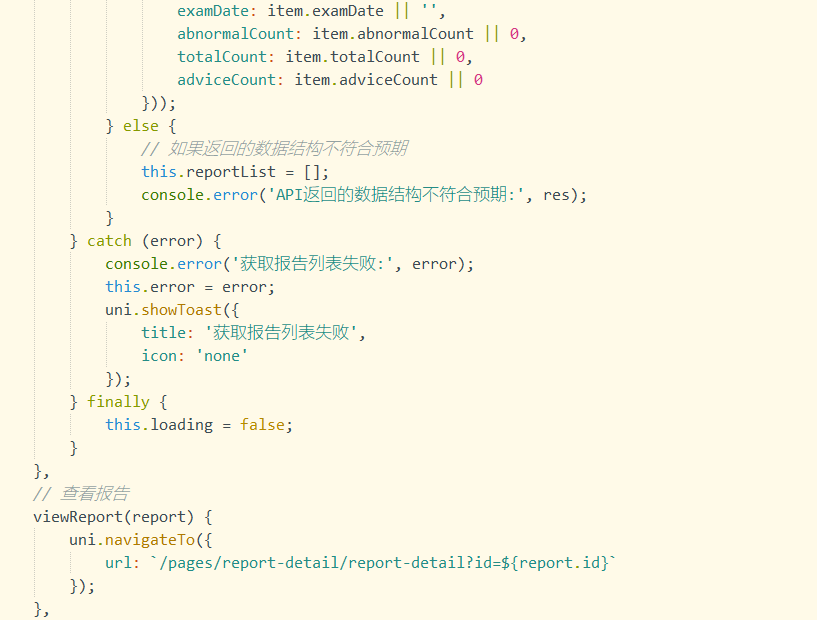 examDate: item.examDate || '',
abnormalCount: item.abnormalCount || 0,
totalCount: item.totalCount || 0,
adviceCount: item.adviceCount || 0
}));
} else {
// 如果返回的数据结构不符合预期
this.reportList = [];
console.error('API返回的数据结构不符合预期:', res);
}
} catch (error) {
console.error('获取报告列表失败:', error);
this.error = error;
uni.showToast({
title: '获取报告列表失败',
icon: 'none'
});
} finally {
this.loading = false;
}
},
// 查看报告
viewReport(report) {
uni.navigateTo({
url: `/pages/report-detail/report-detail?id=${report.id}`
});
},